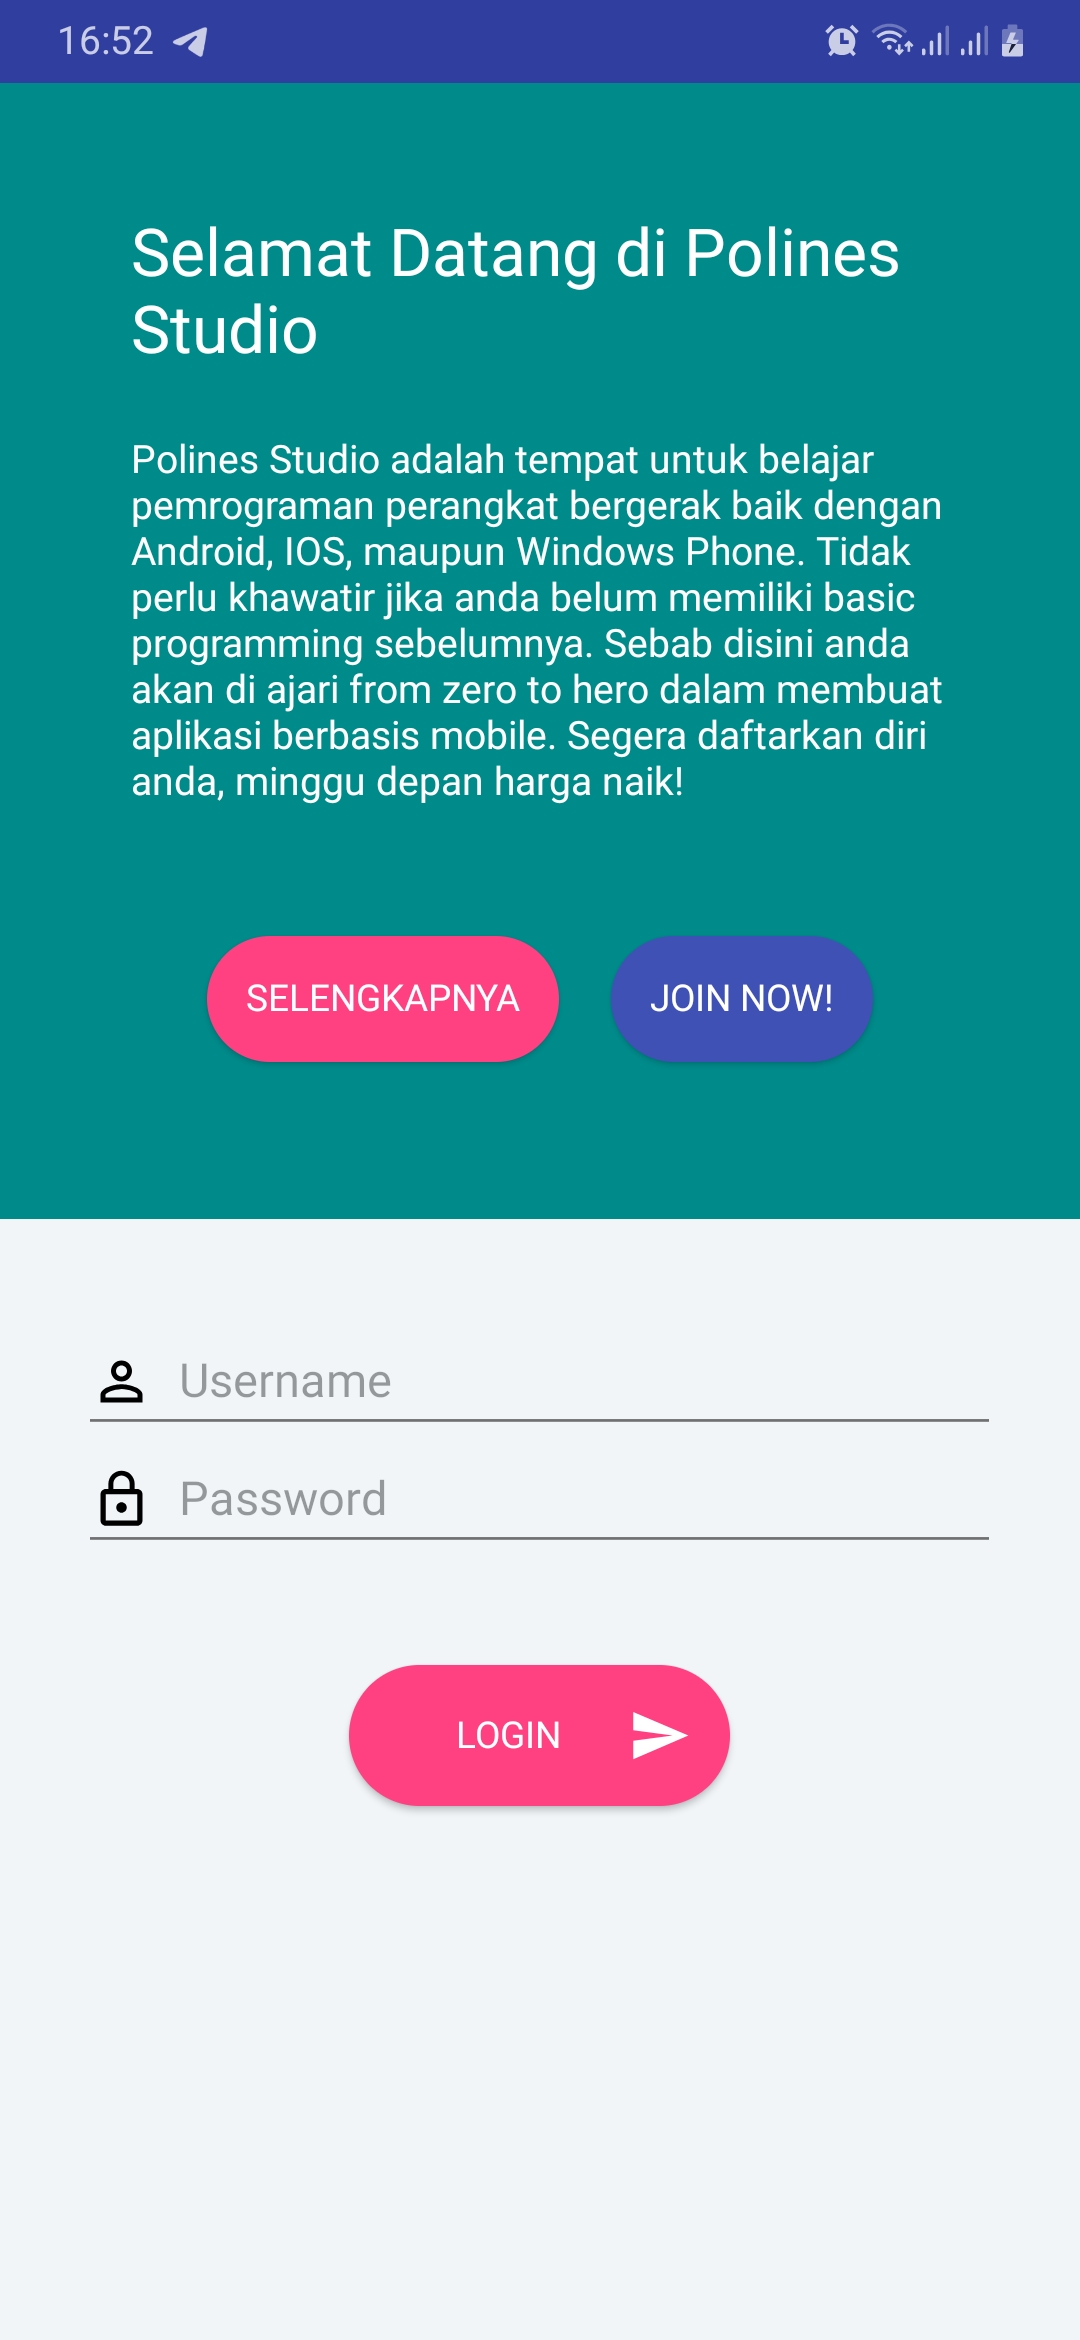 16:52
Selamat Datang di Polines
Studio
Polines Studio adalah tempat untuk belajar
pemrograman perangkat bergerak baik dengan
Android, IOS, maupun Windows Phone. Tidak
perlu khawatir jika anda belum memiliki basic
programming sebelumnya. Sebab disini anda
akan di ajari from zero to hero dalam membuat
aplikasi berbasis mobile. Segera daftarkan diri
anda, minggu depan harga naik!
SELENGKAPNYA
JOIN NOW!
Username
Password
LOGIN